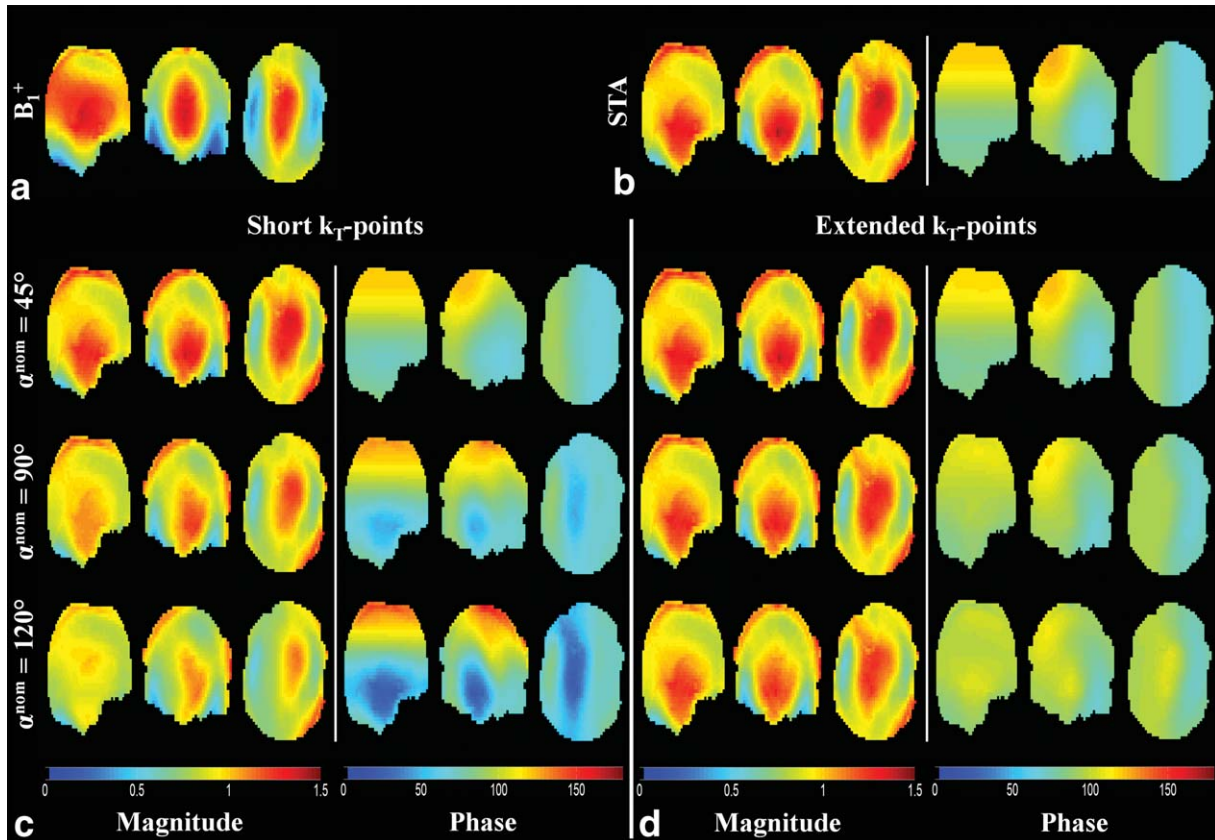 B₁⁺
a
STA
b
Short kT-points
Extended kT-points
αⁿᵒᵐ = 45°
αⁿᵒᵐ = 90°
αⁿᵒᵐ = 120°
0 0.5 1 1.5
0 50 100 150
0 0.5 1 1.5
0 50 100 150
c
Magnitude
Phase
d
Magnitude
Phase